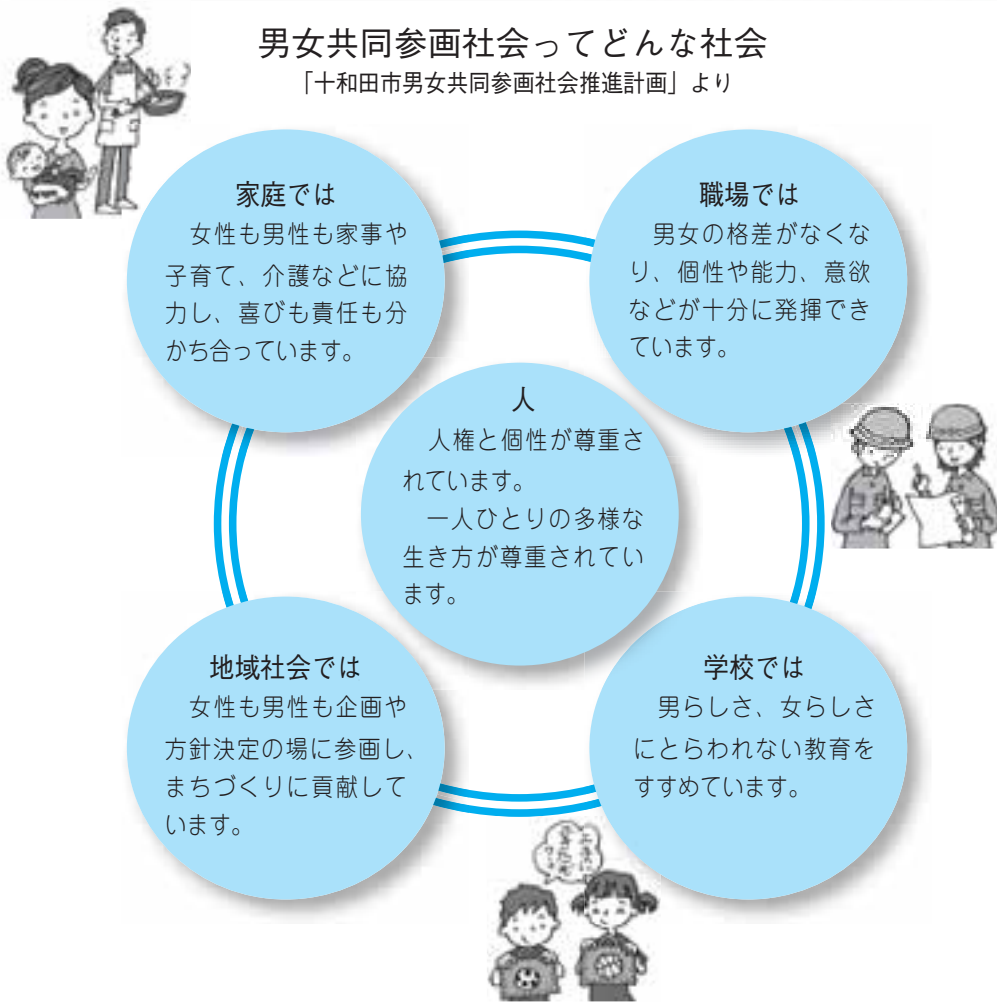 男女共同参画社会ってどんな社会
「十和田市男女共同参画社会推進計画」より
家庭では
女性も男性も家事や
子育て、介護などに協
力し、喜びも責任も分
かち合っています。
職場では
男女の格差がなくな
り、個性や能力、意欲
などが十分に発揮でき
ています。
人
人権と個性が尊重さ
れています。
一人ひとりの多様な
生き方が尊重されてい
ます。
地域社会では
女性も男性も企画や
方針決定の場に参画し、
まちづくりに貢献して
います。
学校では
男らしさ、女らしさ
にとらわれない教育を
すすめています。